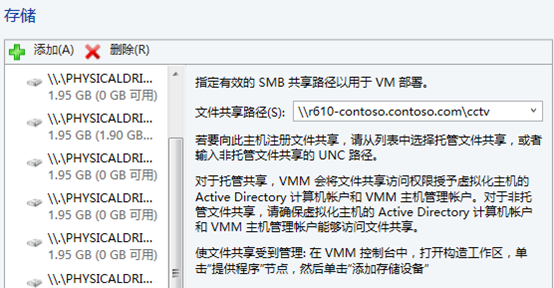 存储
添加(A) 删除(R)
\\.\PHYSICALDRI...
1.95 GB (0 GB 可用)
\\.\PHYSICALDRI...
1.95 GB (1.90 GB...
\\.\PHYSICALDRI...
1.95 GB (0 GB 可用)
\\.\PHYSICALDRI...
1.95 GB (0 GB 可用)
\\.\PHYSICALDRI...
1.95 GB (0 GB 可用)
\\.\PHYSICALDRI...
指定有效的 SMB 共享路径以用于 VM 部署。
文件共享路径(S): \\r610-contoso.contoso.com\cctv
若要向此主机注册文件共享，请从列表中选择托管文件共享，或者
输入非托管文件共享的 UNC 路径。
对于托管共享，VMM 会将文件共享访问权限授予虚拟化主机的
Active Directory 计算机帐户和 VMM 主机管理帐户。对于非托
管文件共享，请确保虚拟化主机的 Active Directory 计算机帐户
和 VMM 主机管理帐户能够访问文件共享。
使文件共享受到管理: 在 VMM 控制台中，打开构造工作区，单
击"提供程序"节点，然后单击"添加存储设备"